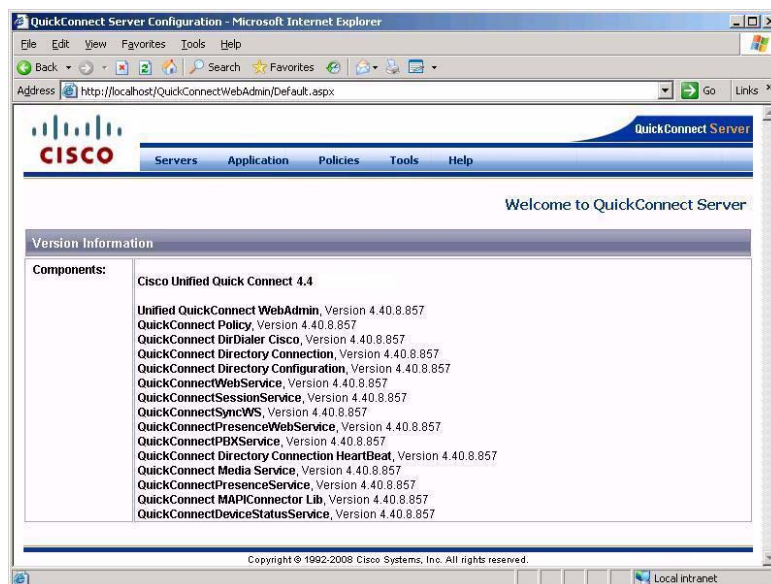 QuickConnect Server Configuration - Microsoft Internet Explorer
File Edit View Favorites Tools Help
Back Search Favorites
Address http://localhost/QuickConnectWebAdmin/Default.aspx Go Links »
QuickConnect Server
CISCO
Servers Application Policies Tools Help
Welcome to QuickConnect Server
Version Information
Components:
Cisco Unified Quick Connect 4.4
Unified QuickConnect WebAdmin, Version 4.40.8.857
QuickConnect Policy, Version 4.40.8.857
QuickConnect DirDialer Cisco, Version 4.40.8.857
QuickConnect Directory Connection, Version 4.40.8.857
QuickConnect Directory Configuration, Version 4.40.8.857
QuickConnectWebService, Version 4.40.8.857
QuickConnectSessionService, Version 4.40.8.857
QuickConnectSyncWS, Version 4.40.8.857
QuickConnectPresenceWebService, Version 4.40.8.857
QuickConnectPBXService, Version 4.40.8.857
QuickConnect Directory Connection HeartBeat, Version 4.40.8.857
QuickConnect Media Service, Version 4.40.8.857
QuickConnectPresenceService, Version 4.40.8.857
QuickConnect MAPIConnector Lib, Version 4.40.8.857
QuickConnectDeviceStatusService, Version 4.40.8.857
Copyright © 1992-2008 Cisco Systems, Inc. All rights reserved.
Local intranet